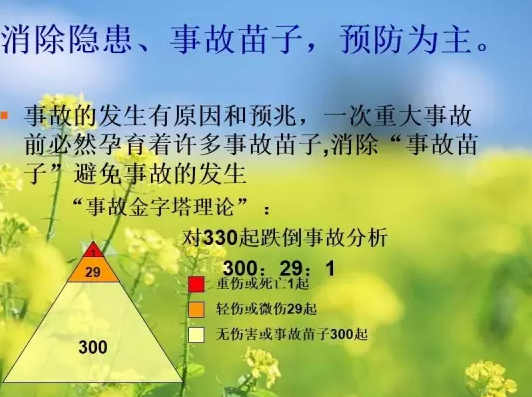 消除隐患、事故苗子，预防为主。
事故的发生有原因和预兆，一次重大事故
前必然孕育着许多事故苗子,消除“事故苗
子”避免事故的发生
“事故金字塔理论”：
对330起跌倒事故分析
300：29：1
1
重伤或死亡1起
29
轻伤或微伤29起
无伤害或事故苗子300起
300